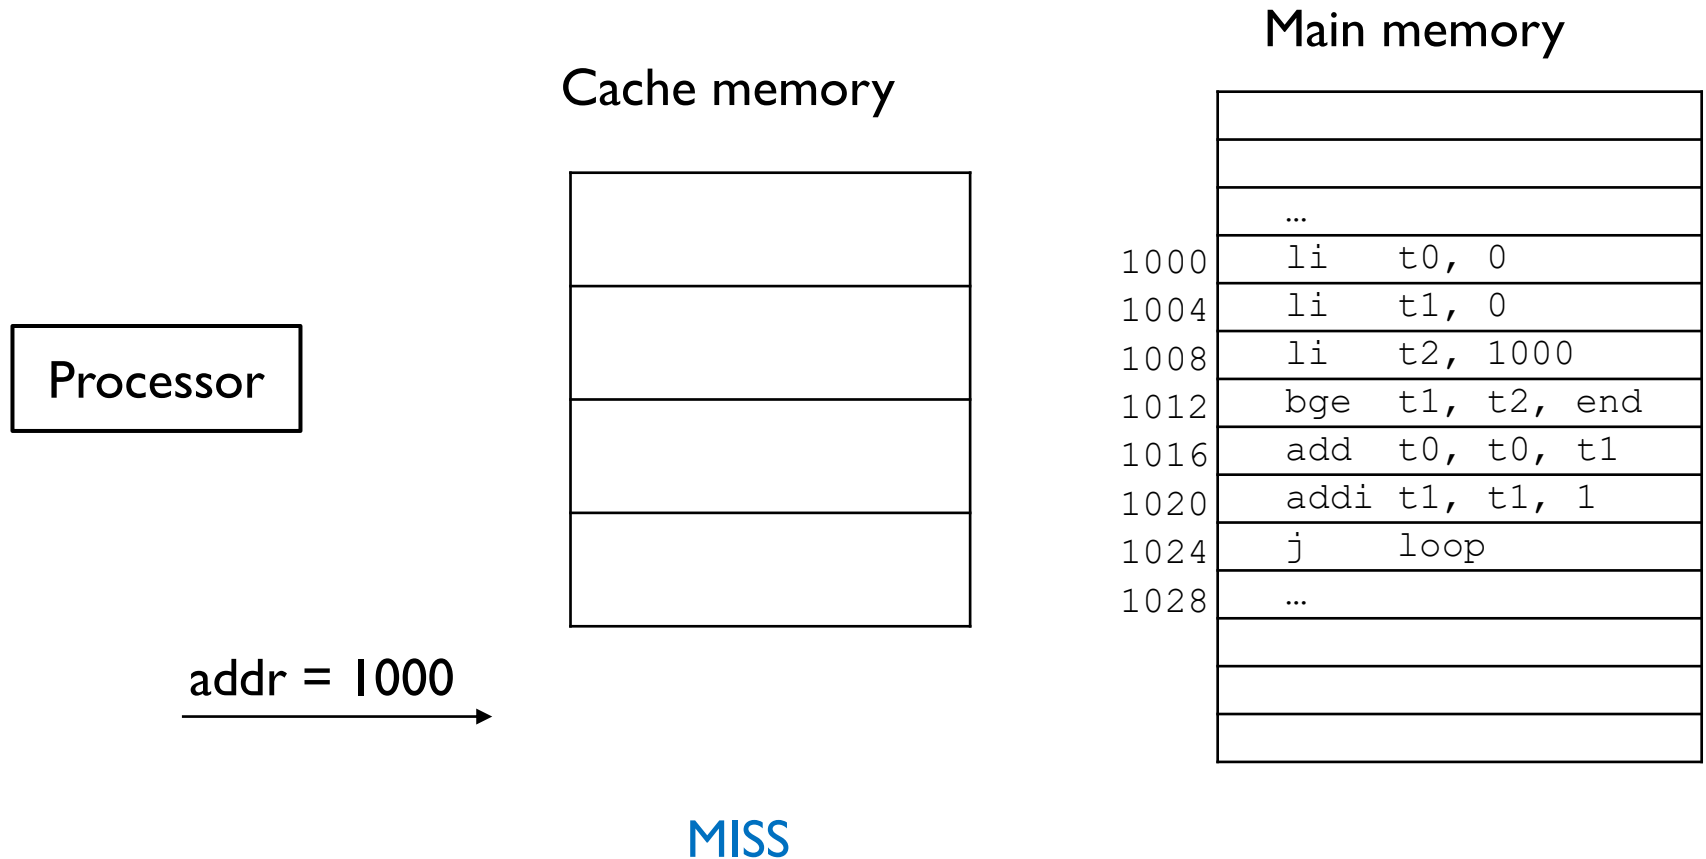 Main memory
Cache memory
…
1000 li t0, 0
1004 li t1, 0
1008 li t2, 1000
Processor
1012 bge t1, t2, end
1016 add t0, t0, t1
1020 addi t1, t1, 1
1024 j loop
1028 …
addr = 1000
MISS